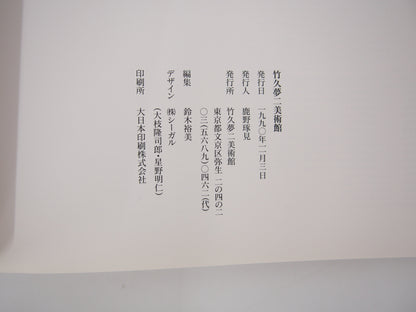 竹久夢二美術館
発行日　一九九〇年一一月三日
発行人　鹿野琢見
発行所　竹久夢二美術館
東京都文京区弥生 二の四の二
〇三(五六八九)〇四六二(代)
編集　鈴木裕美
デザイン　㈱シーガル
(大枝隆司郎・星野明仁)
印刷所　大日本印刷株式会社